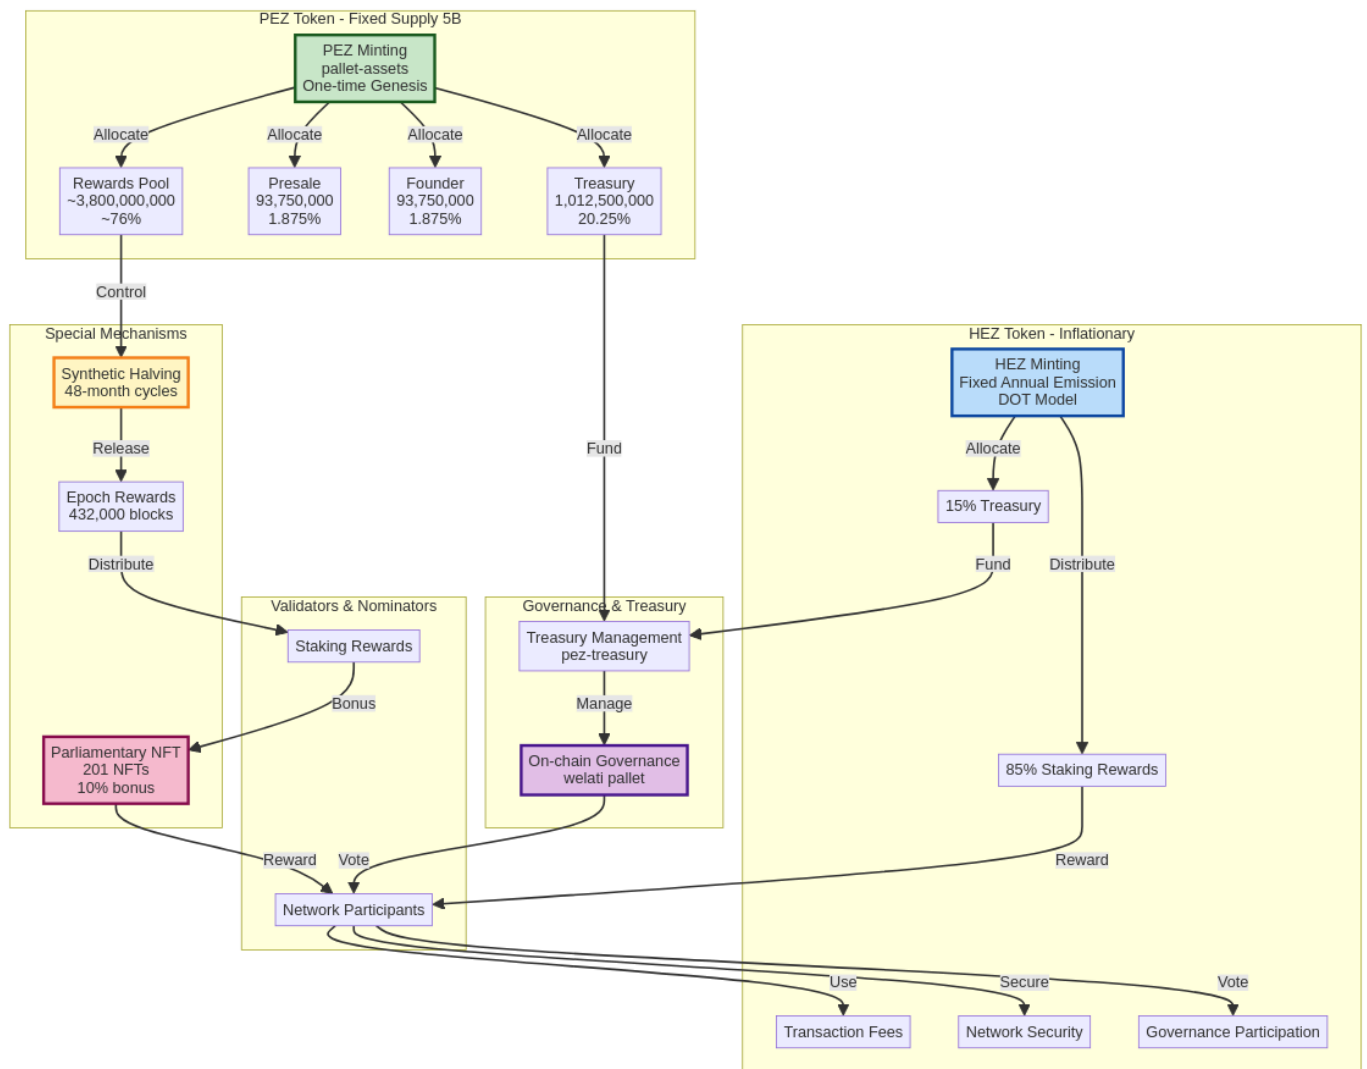 PEZ Token - Fixed Supply 5B
PEZ Minting
pallet-assets
One-time Genesis
Allocate
Allocate
Allocate
Allocate
Rewards Pool
~3,800,000,000
~76%
Presale
93,750,000
1.875%
Founder
93,750,000
1.875%
Treasury
1,012,500,000
20.25%
Control
Special Mechanisms
Synthetic Halving
48-month cycles
Release
Epoch Rewards
432,000 blocks
Distribute
Fund
HEZ Token - Inflationary
HEZ Minting
Fixed Annual Emission
DOT Model
Allocate
15% Treasury
Fund
Distribute
Validators & Nominators
Staking Rewards
Bonus
Governance & Treasury
Treasury Management
pez-treasury
Manage
Parliamentary NFT
201 NFTs
10% bonus
On-chain Governance
welati pallet
85% Staking Rewards
Reward
Vote
Reward
Network Participants
Use
Secure
Vote
Transaction Fees
Network Security
Governance Participation